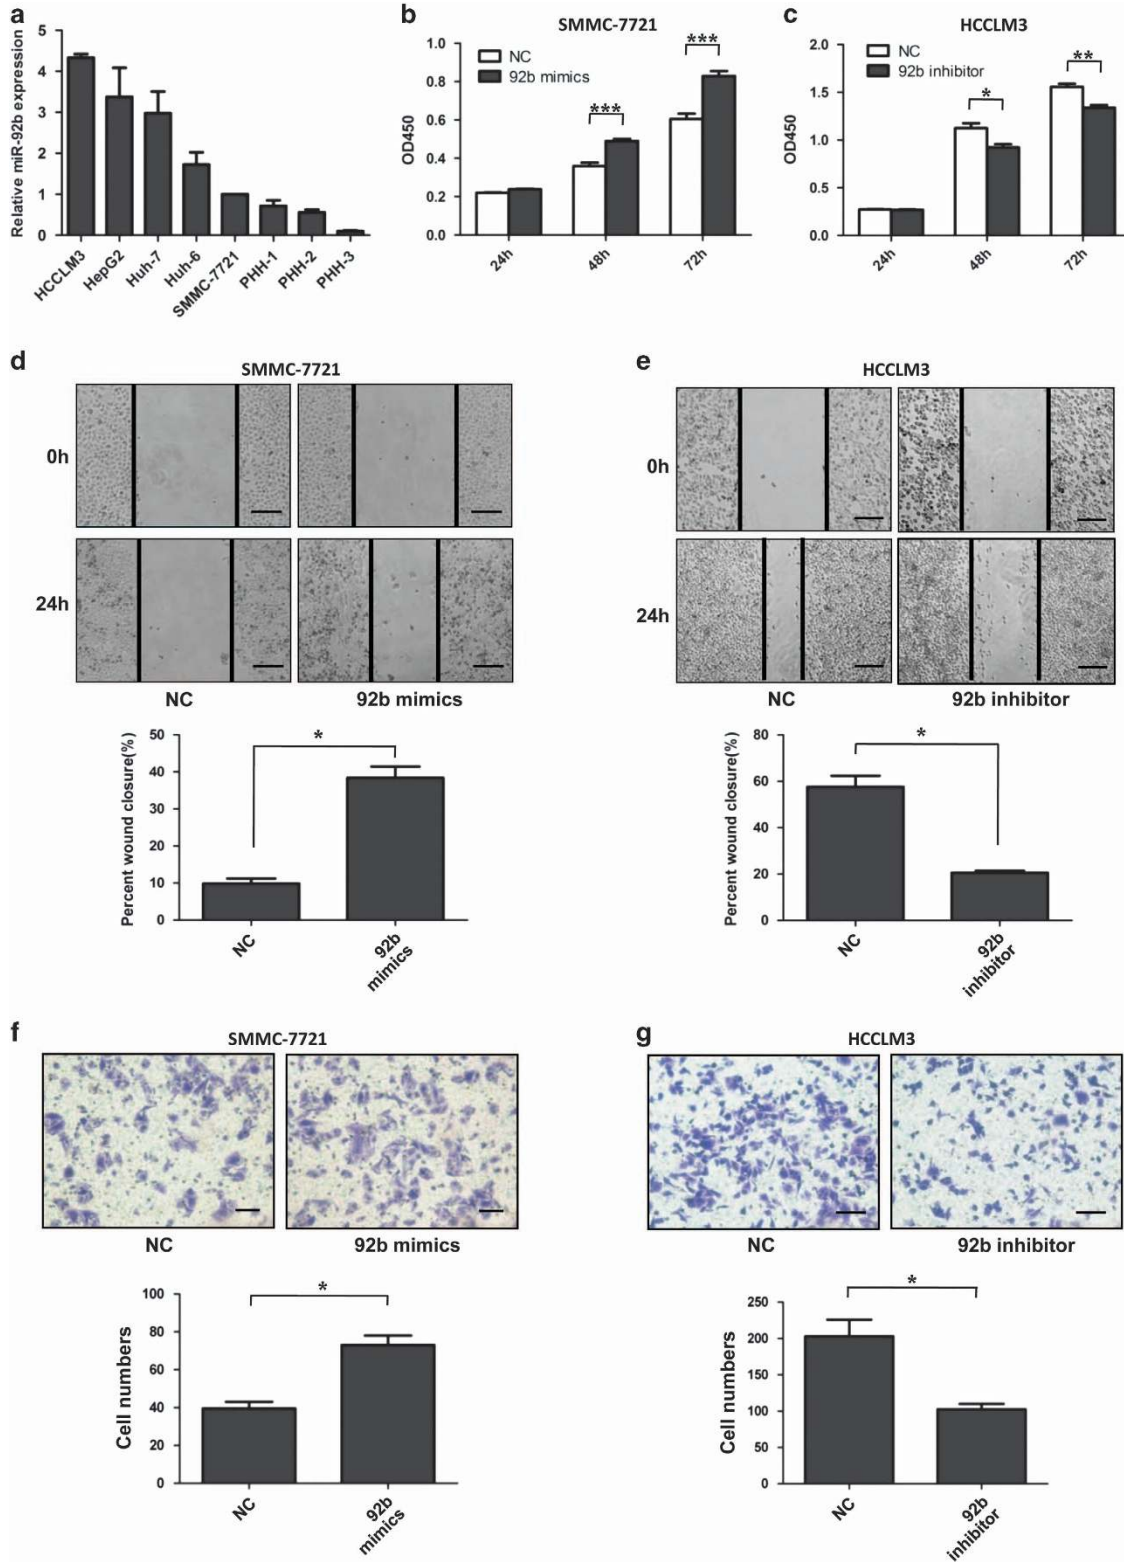 a
Relative miR-92b expression
5
4
3
2
1
0
HCCLM3
HepG2
Huh-7
Huh-6
SMMC-7721
PHH-1
PHH-2
PHH-3
b
SMMC-7721
NC
92b mimics
OD450
1.0
0.8
0.6
0.4
0.2
0.0
***
***
24h
48h
72h
c
HCCLM3
NC
92b inhibitor
OD450
2.0
1.5
1.0
0.5
0.0
*
**
24h
48h
72h
d
SMMC-7721
0h
24h
NC
92b mimics
Percent wound closure(%)
50
40
30
20
10
0
*
NC
92b
mimics
e
HCCLM3
0h
24h
NC
92b inhibitor
Percent wound closure(%)
80
60
40
20
0
*
NC
92b
inhibitor
f
SMMC-7721
NC
92b mimics
Cell numbers
100
80
60
40
20
0
*
NC
92b
mimics
g
HCCLM3
NC
92b inhibitor
Cell numbers
250
200
150
100
50
0
*
NC
92b
inhibitor